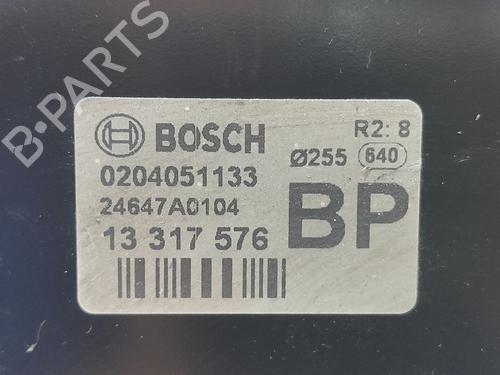 B-PARTS
BOSCH
R2: 8
0204051133
Ø255 640
24647A0104
13 317 576
BP